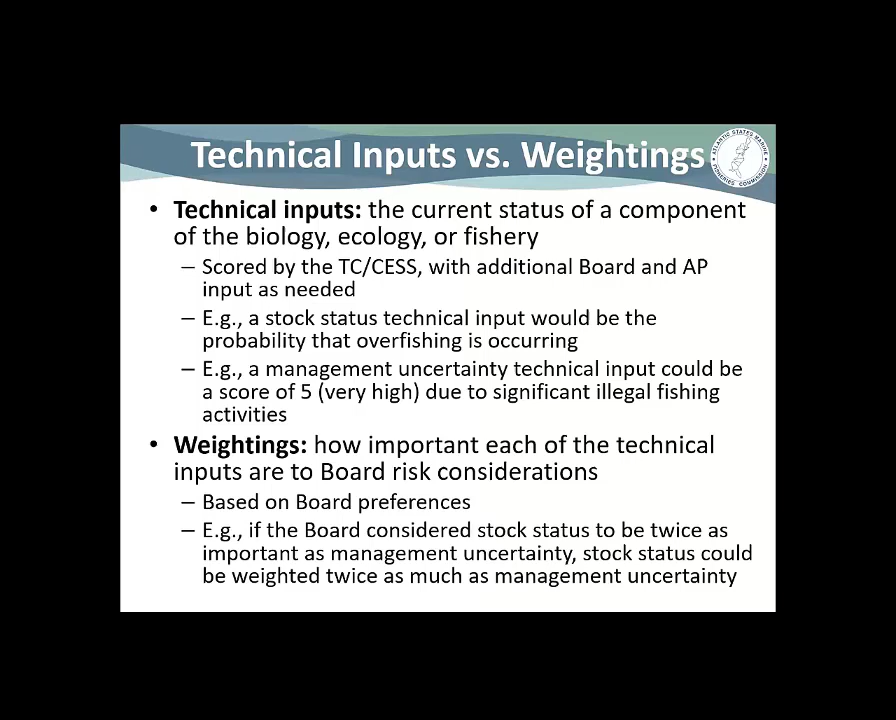 Technical Inputs vs. Weightings
ATLANTIC STATES MARINE
FISHERIES COMMISSION
• Technical inputs: the current status of a component
of the biology, ecology, or fishery
– Scored by the TC/CESS, with additional Board and AP
input as needed
– E.g., a stock status technical input would be the
probability that overfishing is occurring
– E.g., a management uncertainty technical input could be
a score of 5 (very high) due to significant illegal fishing
activities
• Weightings: how important each of the technical
inputs are to Board risk considerations
– Based on Board preferences
– E.g., if the Board considered stock status to be twice as
important as management uncertainty, stock status could
be weighted twice as much as management uncertainty